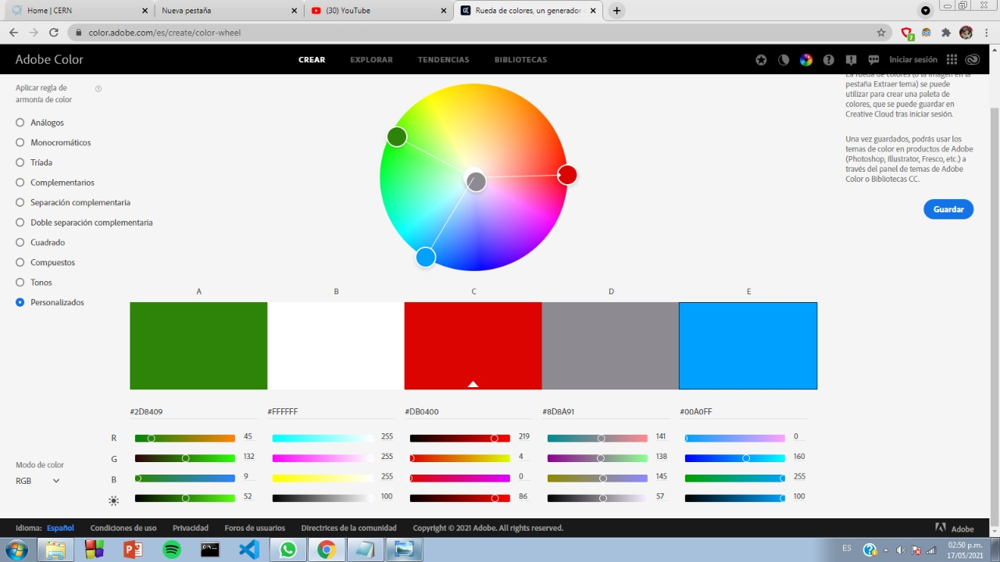 Home | CERN
Nueva pestaña
(30) YouTube
Rueda de colores, un generador
color.adobe.com/es/create/color-wheel
7
Adobe Color
CREAR
EXPLORAR
TENDENCIAS
BIBLIOTECAS
Iniciar sesión
Aplicar regla de
armonía de color
Análogos
Monocromáticos
Tríada
Complementarios
Separación complementaria
Doble separación complementaria
Cuadrado
Compuestos
Tonos
Personalizados
La rueda de colores (o la imagen en la
pestaña Extraer tema) se puede
utilizar para crear una paleta de
colores, que se puede guardar en
Creative Cloud tras iniciar sesión.
Una vez guardados, podrás usar los
temas de color en productos de Adobe
(Photoshop, Illustrator, Fresco, etc.) a
través del panel de temas de Adobe
Color o Bibliotecas CC.
Guardar
A B C D E
#2D8409 #FFFFFF #DB0400 #8D8A91 #00A0FF
R 45 255 219 141 0
G 132 255 4 138 160
B 9 255 0 145 255
52 100 86 57 100
Modo de color
RGB
Idioma: Español Condiciones de uso Privacidad Foros de usuarios Directrices de la comunidad Copyright © 2021 Adobe. All rights reserved.
Adobe
ES
02:50 p.m.
17/05/2021